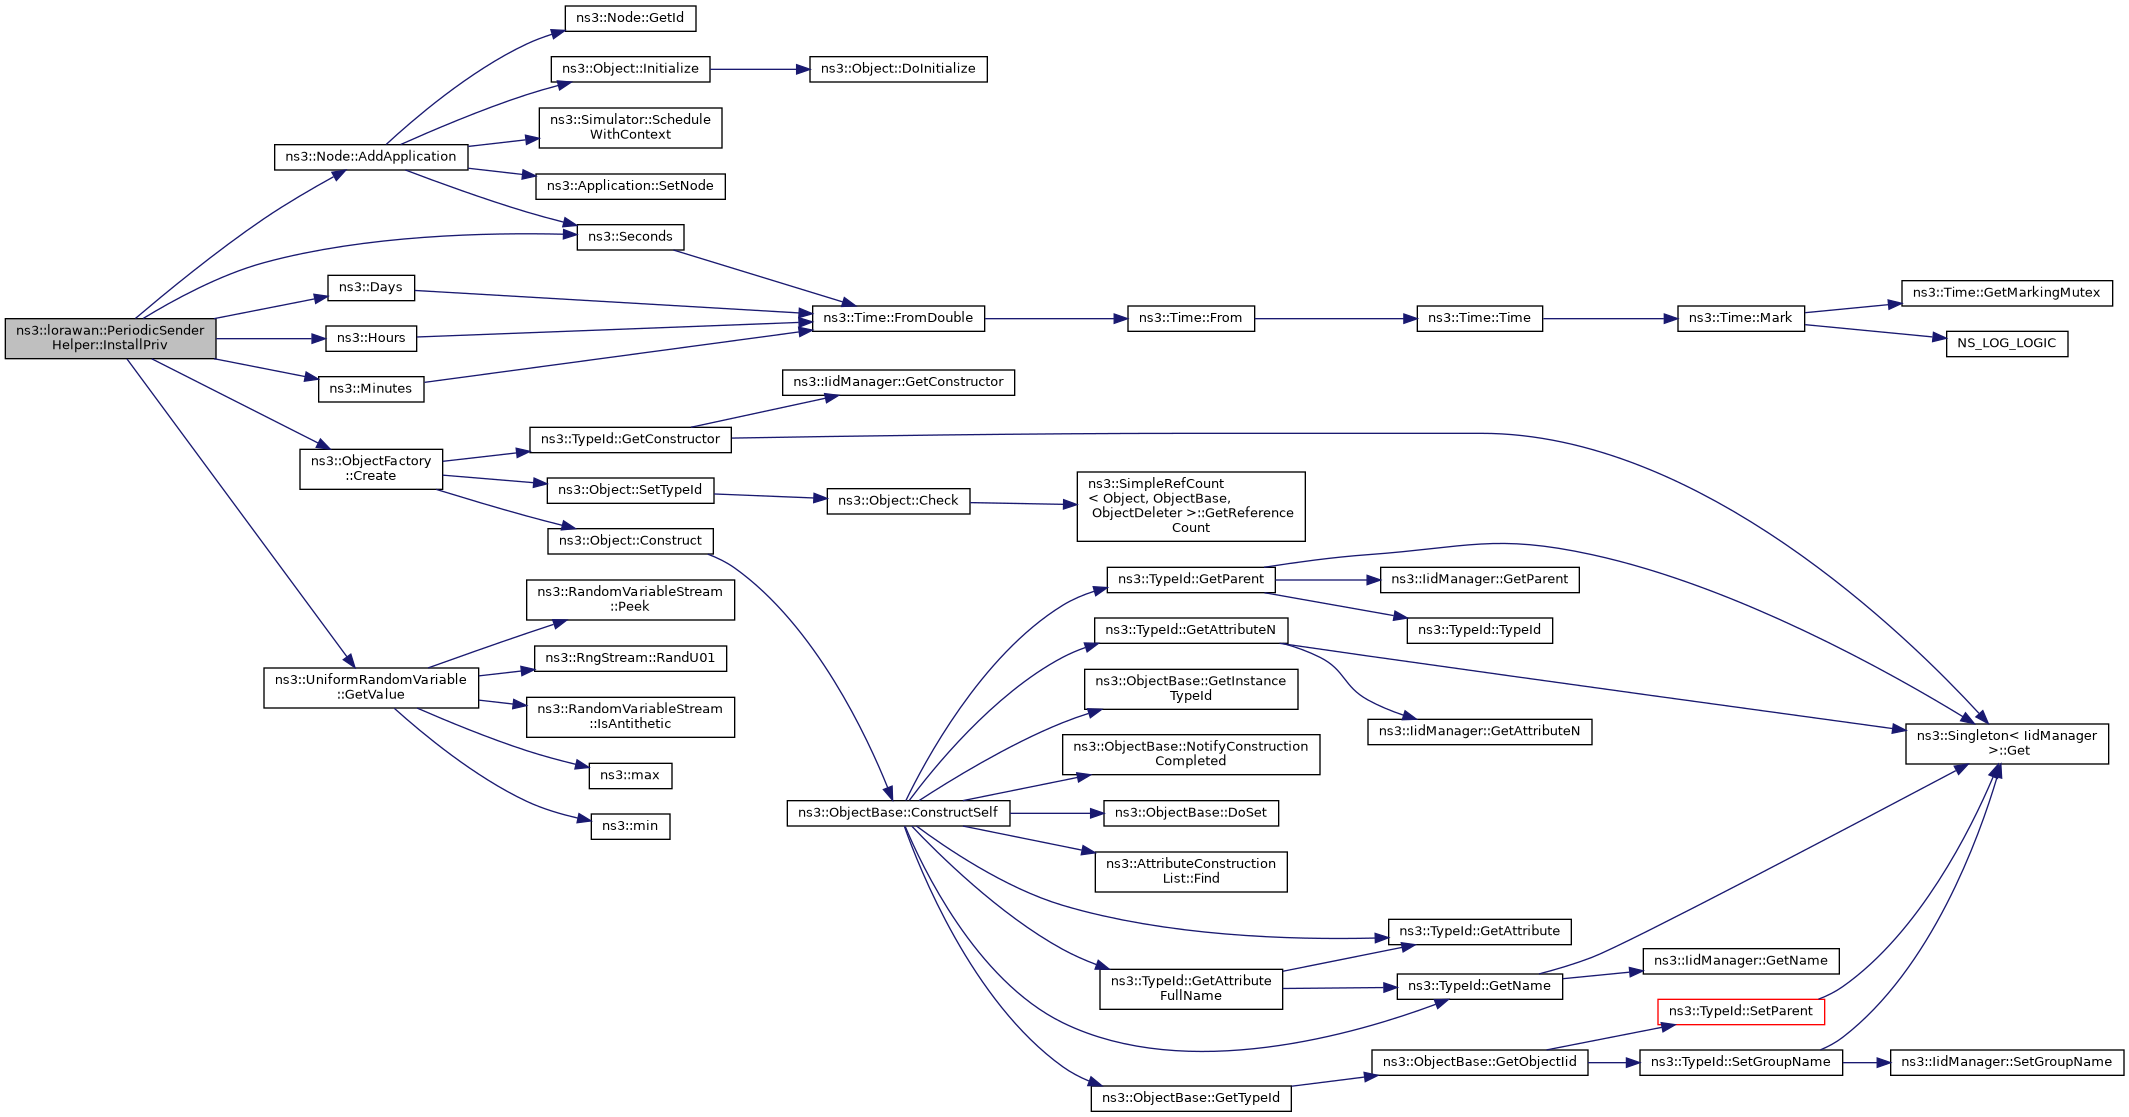 ns3::lorawan::PeriodicSender
Helper::InstallPriv
ns3::Node::AddApplication
ns3::Node::GetId
ns3::Object::Initialize
ns3::Object::DoInitialize
ns3::Simulator::Schedule
WithContext
ns3::Application::SetNode
ns3::Seconds
ns3::Days
ns3::Hours
ns3::Minutes
ns3::Time::FromDouble
ns3::Time::From
ns3::Time::Time
ns3::Time::Mark
ns3::Time::GetMarkingMutex
NS_LOG_LOGIC
ns3::ObjectFactory
::Create
ns3::TypeId::GetConstructor
ns3::IidManager::GetConstructor
ns3::Object::SetTypeId
ns3::Object::Check
ns3::SimpleRefCount
< Object, ObjectBase,
ObjectDeleter >::GetReference
Count
ns3::Object::Construct
ns3::UniformRandomVariable
::GetValue
ns3::RandomVariableStream
::Peek
ns3::RngStream::RandU01
ns3::RandomVariableStream
::IsAntithetic
ns3::max
ns3::min
ns3::ObjectBase::ConstructSelf
ns3::TypeId::GetParent
ns3::IidManager::GetParent
ns3::TypeId::TypeId
ns3::TypeId::GetAttributeN
ns3::IidManager::GetAttributeN
ns3::ObjectBase::GetInstance
TypeId
ns3::ObjectBase::NotifyConstruction
Completed
ns3::ObjectBase::DoSet
ns3::AttributeConstruction
List::Find
ns3::TypeId::GetAttribute
ns3::TypeId::GetAttribute
FullName
ns3::TypeId::GetName
ns3::IidManager::GetName
ns3::ObjectBase::GetTypeId
ns3::ObjectBase::GetObjectIid
ns3::TypeId::SetParent
ns3::TypeId::SetGroupName
ns3::IidManager::SetGroupName
ns3::Singleton< IidManager
>::Get